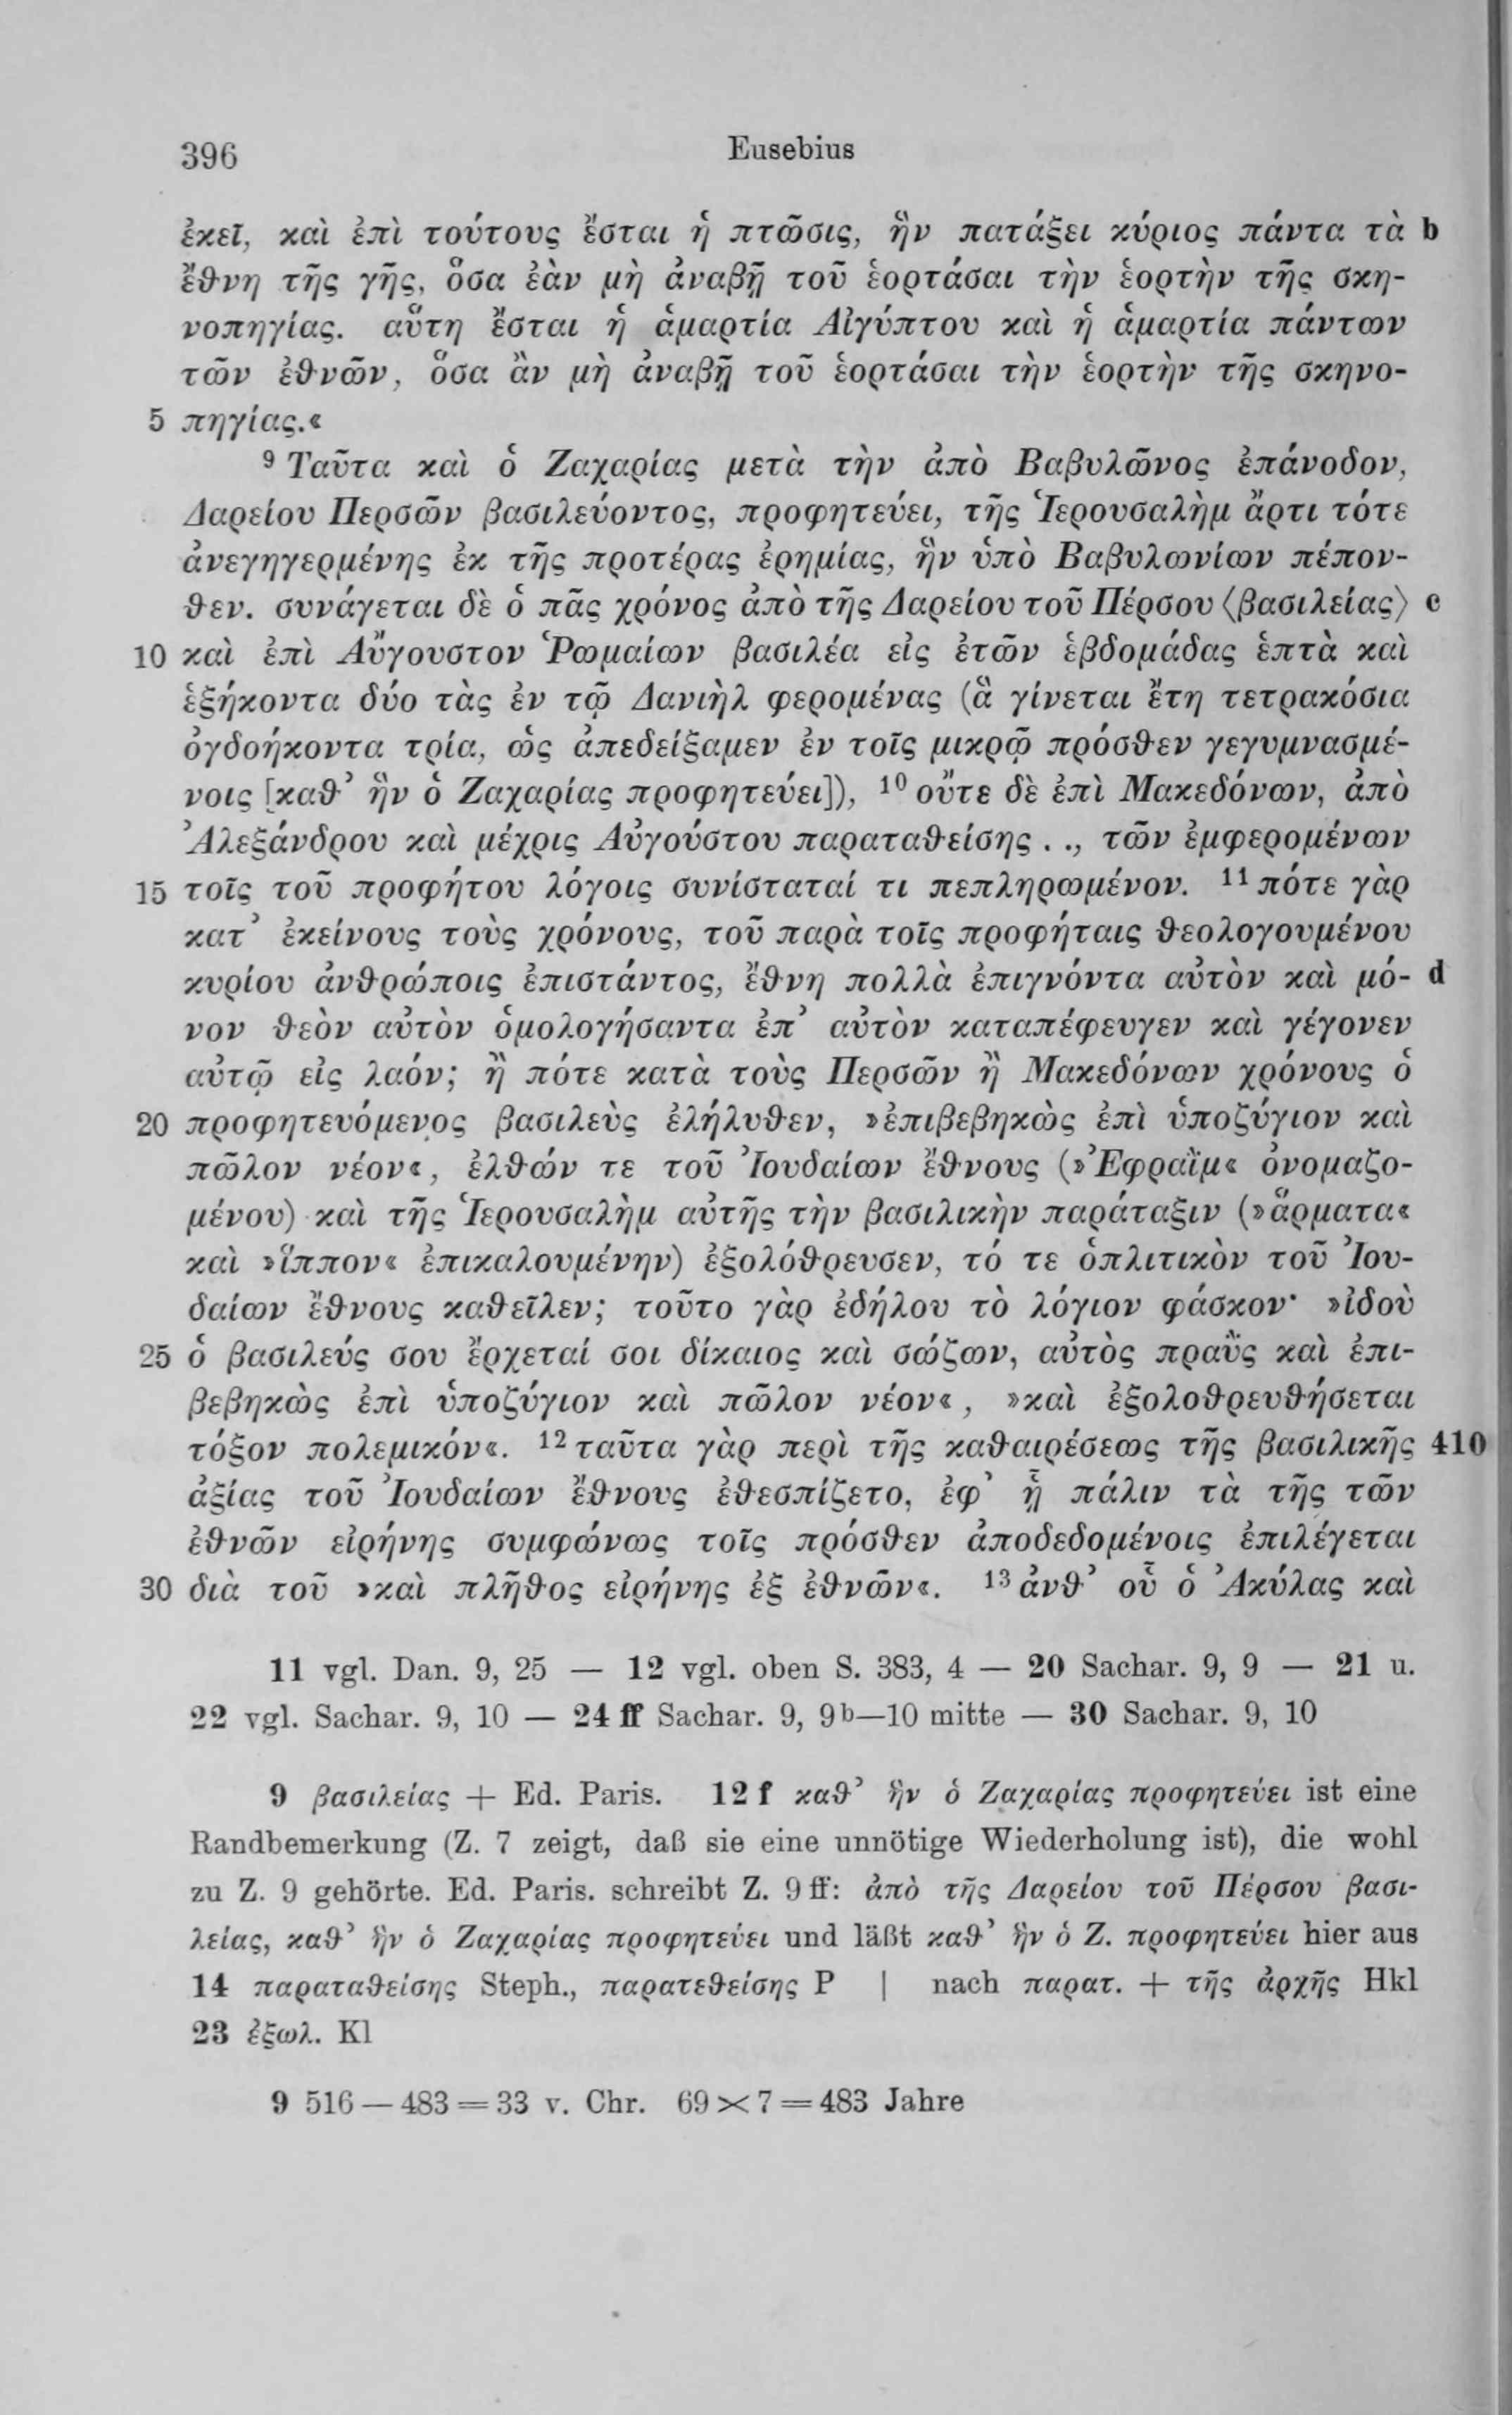 396 Eusebius
ἐκεῖ, καὶ ἐπὶ τούτους ἔσται ἡ πτῶσις, ἣν πατάξει κύριος πάντα τὰ b
ἔθνη τῆς γῆς, ὅσα ἐὰν μὴ ἀναβῇ τοῦ ἑορτάσαι τὴν ἑορτὴν τῆς σκη-
νοπηγίας. αὕτη ἔσται ἡ ἁμαρτία Αἰγύπτου καὶ ἡ ἁμαρτία πάντων
τῶν ἐθνῶν, ὅσα ἂν μὴ ἀναβῇ τοῦ ἑορτάσαι τὴν ἑορτὴν τῆς σκηνο-
5 πηγίας.«
⁹ Ταῦτα καὶ ὁ Ζαχαρίας μετὰ τὴν ἀπὸ Βαβυλῶνος ἐπάνοδον,
Δαρείου Περσῶν βασιλεύοντος, προφητεύει, τῆς Ἱερουσαλὴμ ἄρτι τότε
ἀνεγηγερμένης ἐκ τῆς προτέρας ἐρημίας, ἣν ὑπὸ Βαβυλωνίων πέπον-
θεν. συνάγεται δὲ ὁ πᾶς χρόνος ἀπὸ τῆς Δαρείου τοῦ Πέρσου ⟨βασιλείας⟩ c
10 καὶ ἐπὶ Αὔγουστον Ῥωμαίων βασιλέα εἰς ἐτῶν ἑβδομάδας ἑπτὰ καὶ
ἑξήκοντα δύο τὰς ἐν τῷ Δανιὴλ φερομένας (ἃ γίνεται ἔτη τετρακόσια
ὀγδοήκοντα τρία, ὡς ἀπεδείξαμεν ἐν τοῖς μικρῷ πρόσθεν γεγυμνασμέ-
νοις [καθ’ ἣν ὁ Ζαχαρίας προφητεύει]), ¹⁰ οὔτε δὲ ἐπὶ Μακεδόνων, ἀπὸ
Ἀλεξάνδρου καὶ μέχρις Αὐγούστου παραταθείσης . ., τῶν ἐμφερομένων
15 τοῖς τοῦ προφήτου λόγοις συνίσταταί τι πεπληρωμένον. ¹¹ πότε γὰρ
κατ’ ἐκείνους τοὺς χρόνους, τοῦ παρὰ τοῖς προφήταις θεολογουμένου
κυρίου ἀνθρώποις ἐπιστάντος, ἔθνη πολλὰ ἐπιγνόντα αὐτὸν καὶ μό- d
νον θεὸν αὐτὸν ὁμολογήσαντα ἐπ’ αὐτὸν καταπέφευγεν καὶ γέγονεν
αὐτῷ εἰς λαόν; ἢ πότε κατὰ τοὺς Περσῶν ἢ Μακεδόνων χρόνους ὁ
20 προφητευόμενος βασιλεὺς ἐλήλυθεν, »ἐπιβεβηκὼς ἐπὶ ὑποζύγιον καὶ
πῶλον νέον«, ἐλθών τε τοῦ Ἰουδαίων ἔθνους (»Ἐφραῒμ« ὀνομαζο-
μένου) καὶ τῆς Ἱερουσαλὴμ αὐτῆς τὴν βασιλικὴν παράταξιν (»ἅρματα«
καὶ »ἵππον« ἐπικαλουμένην) ἐξολόθρευσεν, τό τε ὁπλιτικὸν τοῦ Ἰου-
δαίων ἔθνους καθεῖλεν; τοῦτο γὰρ ἐδήλου τὸ λόγιον φάσκον· »ἰδοὺ
25 ὁ βασιλεύς σου ἔρχεταί σοι δίκαιος καὶ σώζων, αὐτὸς πραῢς καὶ ἐπι-
βεβηκὼς ἐπὶ ὑποζύγιον καὶ πῶλον νέον«, »καὶ ἐξολοθρευθήσεται
τόξον πολεμικόν«. ¹² ταῦτα γὰρ περὶ τῆς καθαιρέσεως τῆς βασιλικῆς 410
ἀξίας τοῦ Ἰουδαίων ἔθνους ἐθεσπίζετο, ἐφ’ ᾗ πάλιν τὰ τῆς τῶν
ἐθνῶν εἰρήνης συμφώνως τοῖς πρόσθεν ἀποδεδομένοις ἐπιλέγεται
30 διὰ τοῦ »καὶ πλῆθος εἰρήνης ἐξ ἐθνῶν«. ¹³ ἀνθ’ οὗ ὁ Ἀκύλας καὶ
11 vgl. Dan. 9, 25 — 12 vgl. oben S. 383, 4 — 20 Sachar. 9, 9 — 21 u.
22 vgl. Sachar. 9, 10 — 24 ff Sachar. 9, 9b—10 mitte — 30 Sachar. 9, 10
9 βασιλείας + Ed. Paris. 12 f καθ’ ἣν ὁ Ζαχαρίας προφητεύει ist eine
Randbemerkung (Z. 7 zeigt, daß sie eine unnötige Wiederholung ist), die wohl
zu Z. 9 gehörte. Ed. Paris. schreibt Z. 9 ff: ἀπὸ τῆς Δαρείου τοῦ Πέρσου βασι-
λείας, καθ’ ἣν ὁ Ζαχαρίας προφητεύει und läßt καθ’ ἣν ὁ Ζ. προφητεύει hier aus
14 παραταθείσης Steph., παρατεθείσης P | nach παρατ. + τῆς ἀρχῆς Hkl
23 ἐξωλ. Kl
9 516 — 483 = 33 v. Chr. 69 × 7 = 483 Jahre